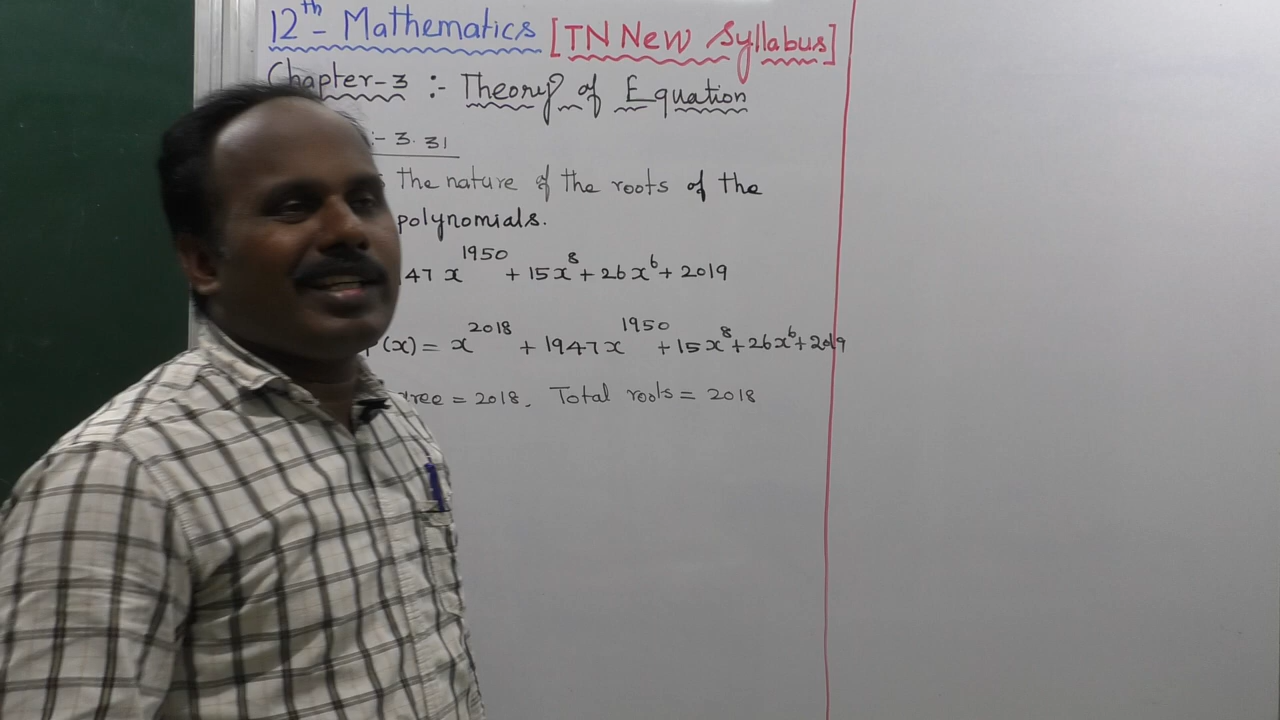 12th - Mathematics [TN New Syllabus]
Chapter-3 :- Theory of Equation
:- 3.31
the nature of the roots of the
polynomials.
47 x^1950 + 15x^8 + 26x^6 + 2019
(x) = x^2018 + 1947x^1950 + 15x^8 + 26x^6 + 2019
ree = 2018. Total roots = 2018